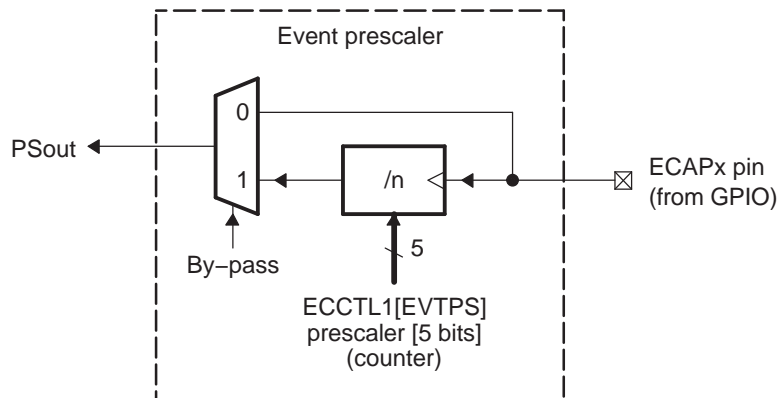 Event prescaler
0
PSout
1
/n
ECAPx pin
(from GPIO)
5
By−pass
ECCTL1[EVTPS]
prescaler [5 bits]
(counter)